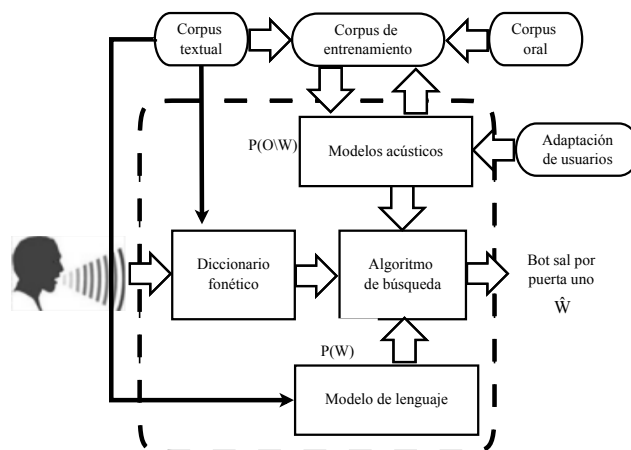 Corpus
textual
Corpus de
entrenamiento
Corpus
oral
P(O\W)
Modelos acústicos
Adaptación
de usuarios
Diccionario
fonético
Algoritmo
de búsqueda
Bot sal por
puerta uno
Ŵ
P(W)
Modelo de lenguaje